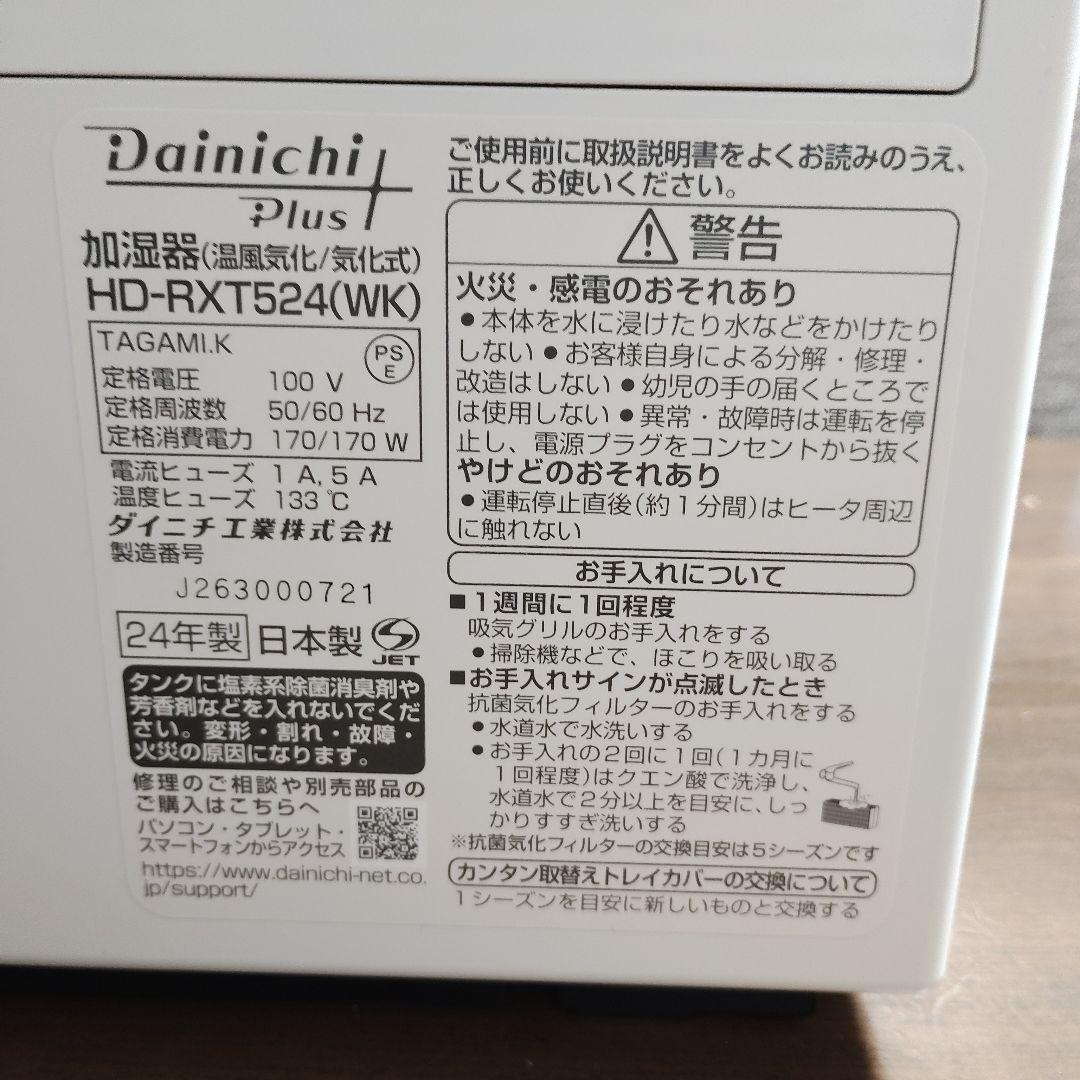 Dainichi
Plus
加湿器(温風気化/気化式)
HD-RXT524(WK)
TAGAMI.K
PS
E
定格電圧 100 V
定格周波数 50/60 Hz
定格消費電力 170/170 W
電流ヒューズ 1 A, 5 A
温度ヒューズ 133 ℃
ダイニチ工業株式会社
製造番号
J263000721
24年製 日本製
JET
タンクに塩素系除菌消臭剤や
芳香剤などを入れないでくだ
さい。変形・割れ・故障・
火災の原因になります。
修理のご相談や別売部品の
ご購入はこちらへ
パソコン・タブレット・
スマートフォンからアクセス
https://www.dainichi-net.co.
jp/support/
ご使用前に取扱説明書をよくお読みのうえ、
正しくお使いください。
警告
火災・感電のおそれあり
●本体を水に浸けたり水などをかけたり
しない●お客様自身による分解・修理・
改造はしない●幼児の手の届くところで
は使用しない●異常・故障時は運転を停
止し、電源プラグをコンセントから抜く
やけどのおそれあり
●運転停止直後(約1分間)はヒータ周辺
に触れない
お手入れについて
■1週間に1回程度
吸気グリルのお手入れをする
●掃除機などで、ほこりを吸い取る
■お手入れサインが点滅したとき
抗菌気化フィルターのお手入れをする
●水道水で水洗いする
●お手入れの2回に1回(1カ月に
1回程度)はクエン酸で洗浄し、
水道水で2分以上を目安に、しっ
かりすすぎ洗いする
※抗菌気化フィルターの交換目安は5シーズンです
カンタン取替えトレイカバーの交換について
1シーズンを目安に新しいものと交換する